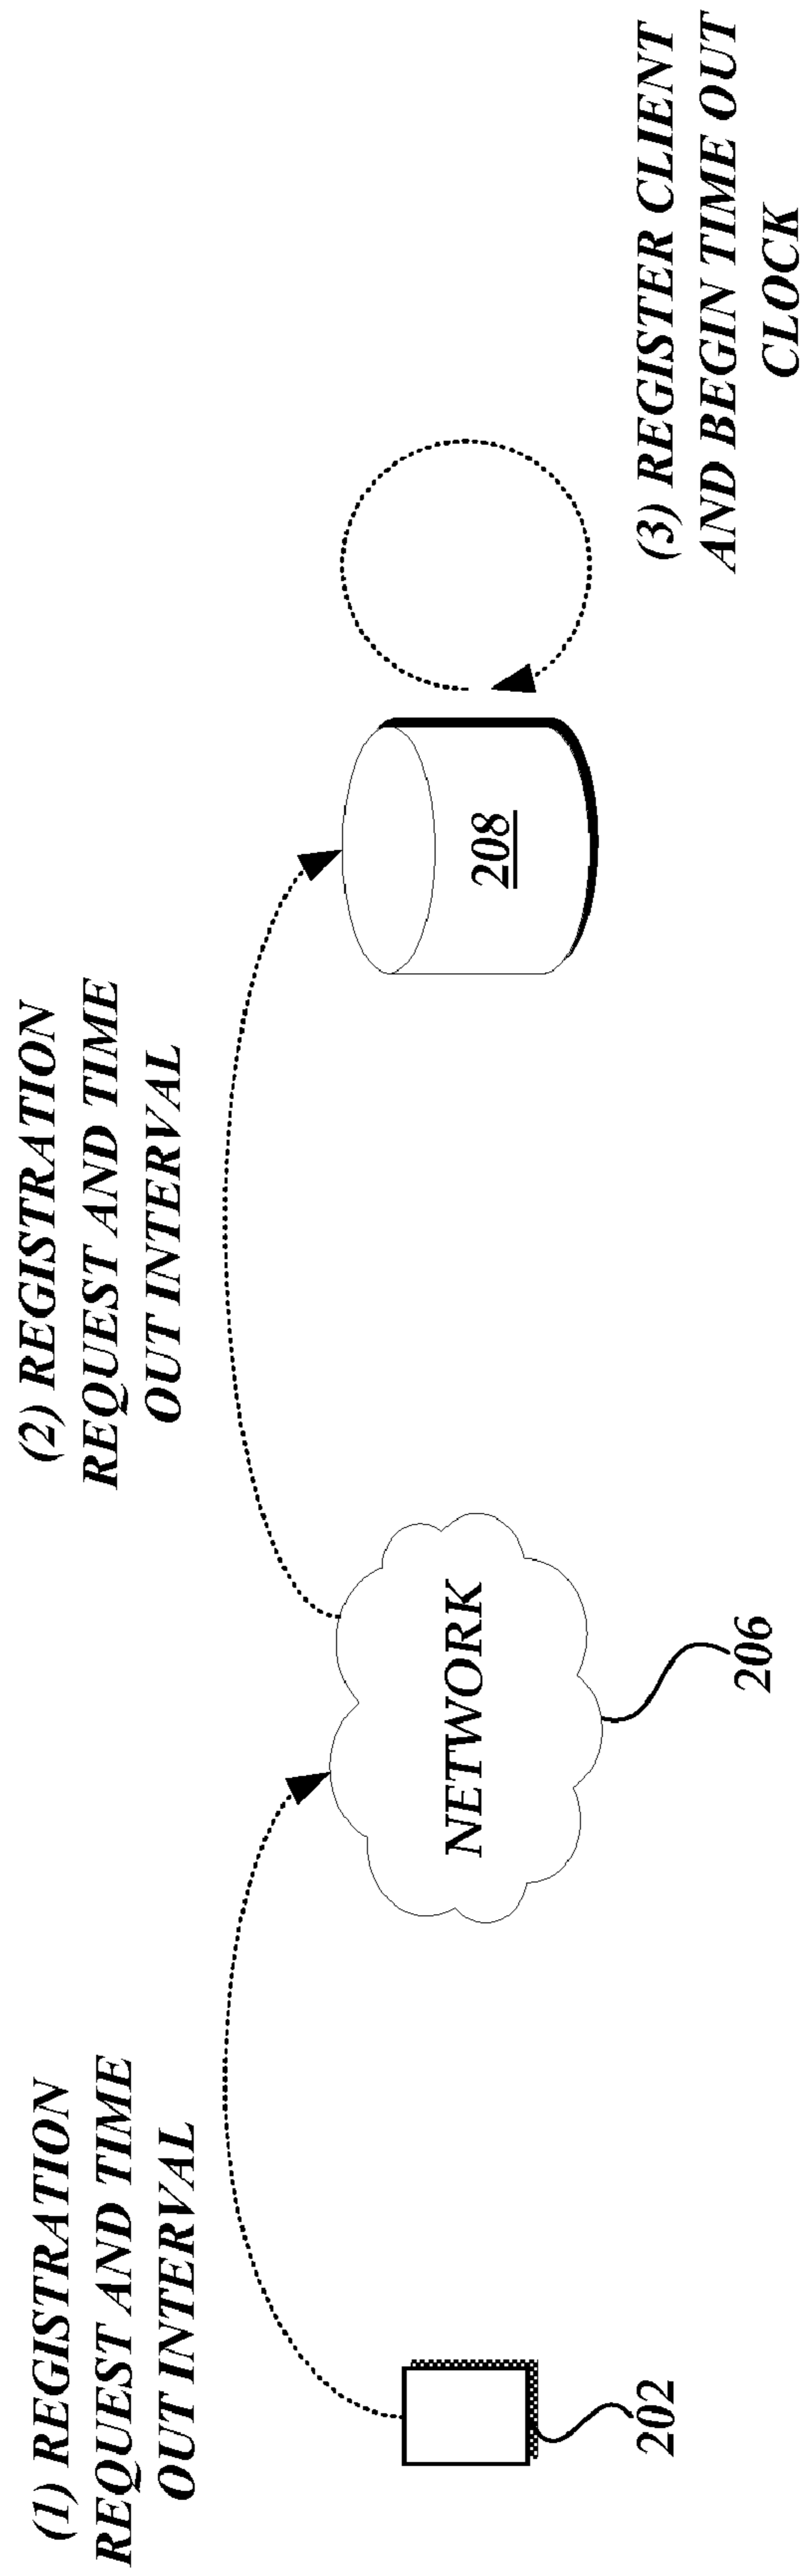 (1) REGISTRATION
REQUEST AND TIME
OUT INTERVAL
(2) REGISTRATION
REQUEST AND TIME
OUT INTERVAL
202
NETWORK
206
208
(3) REGISTER CLIENT
AND BEGIN TIME OUT
CLOCK